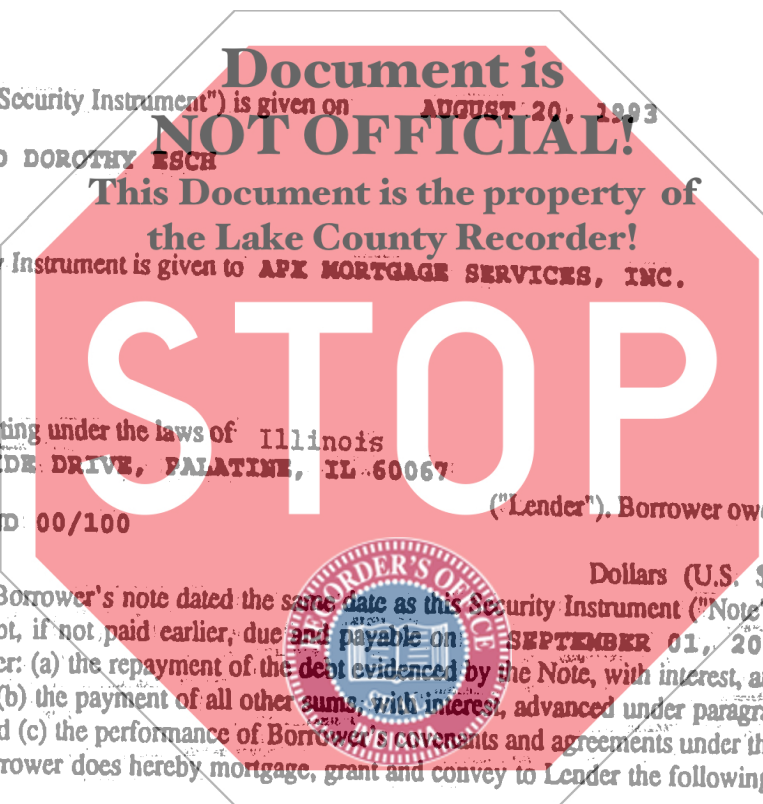 Document is
Security Instrument") is given on AUGUST 20, 1993
NOT OFFICIAL!
D DOROTHY ESCH
This Document is the property of
the Lake County Recorder!
Instrument is given to APX MORTGAGE SERVICES, INC.
STOP
ting under the laws of Illinois
DE DRIVE, PALATINE, IL 60067
("Lender"). Borrower owe
D 00/100
Dollars (U.S. $
Borrower's note dated the same date as this Security Instrument ("Note"
bt, if not paid earlier, due and payable on SEPTEMBER 01, 20
er: (a) the repayment of the debt evidenced by the Note, with interest, a
(b) the payment of all other sums, with interest, advanced under paragra
d (c) the performance of Borrower's covenants and agreements under th
rrower does hereby mortgage, grant and convey to Lender the following
RECORDER'S OFFICE